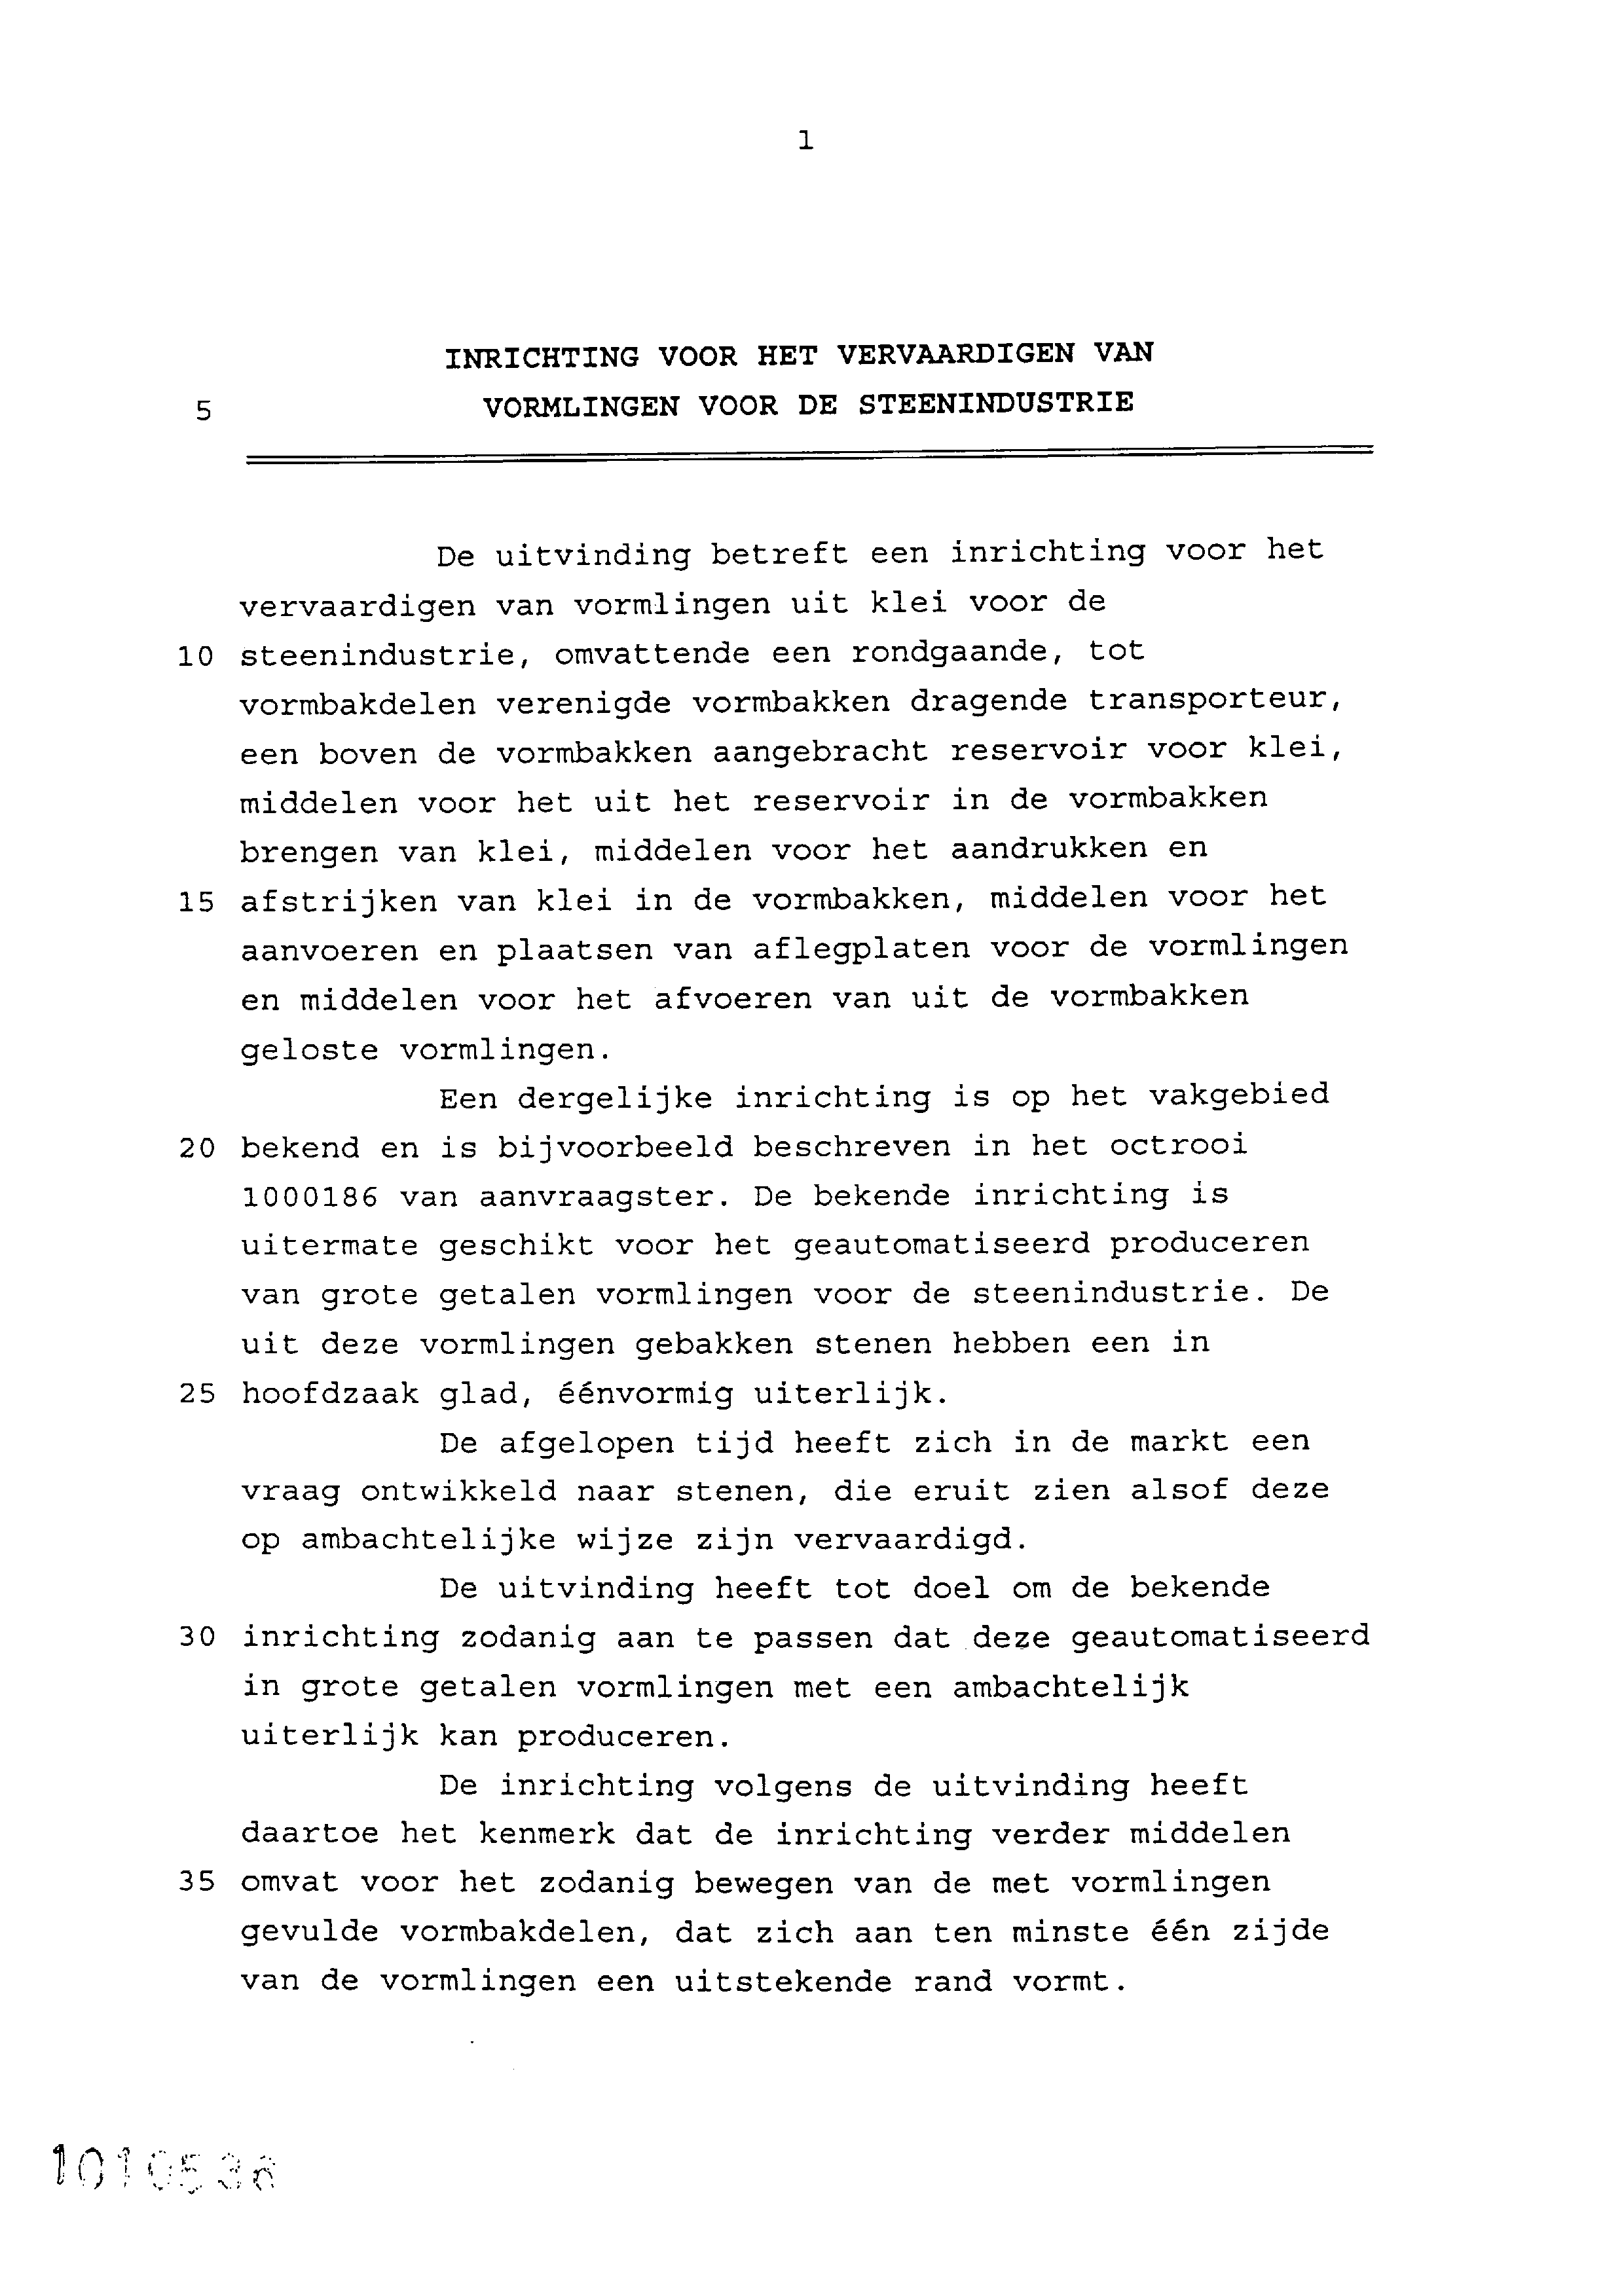 1
INRICHTING VOOR HET VERVAARDIGEN VAN
5 VORMLINGEN VOOR DE STEENINDUSTRIE
De uitvinding betreft een inrichting voor het
vervaardigen van vormlingen uit klei voor de
10 steenindustrie, omvattende een rondgaande, tot
vormbakdelen verenigde vormbakken dragende transporteur,
een boven de vormbakken aangebracht reservoir voor klei,
middelen voor het uit het reservoir in de vormbakken
brengen van klei, middelen voor het aandrukken en
15 afstrijken van klei in de vormbakken, middelen voor het
aanvoeren en plaatsen van aflegplaten voor de vormlingen
en middelen voor het afvoeren van uit de vormbakken
geloste vormlingen.
Een dergelijke inrichting is op het vakgebied
20 bekend en is bijvoorbeeld beschreven in het octrooi
1000186 van aanvraagster. De bekende inrichting is
uitermate geschikt voor het geautomatiseerd produceren
van grote getalen vormlingen voor de steenindustrie. De
uit deze vormlingen gebakken stenen hebben een in
25 hoofdzaak glad, éénvormig uiterlijk.
De afgelopen tijd heeft zich in de markt een
vraag ontwikkeld naar stenen, die eruit zien alsof deze
op ambachtelijke wijze zijn vervaardigd.
De uitvinding heeft tot doel om de bekende
30 inrichting zodanig aan te passen dat deze geautomatiseerd
in grote getalen vormlingen met een ambachtelijk
uiterlijk kan produceren.
De inrichting volgens de uitvinding heeft
daartoe het kenmerk dat de inrichting verder middelen
35 omvat voor het zodanig bewegen van de met vormlingen
gevulde vormbakdelen, dat zich aan ten minste één zijde
van de vormlingen een uitstekende rand vormt.